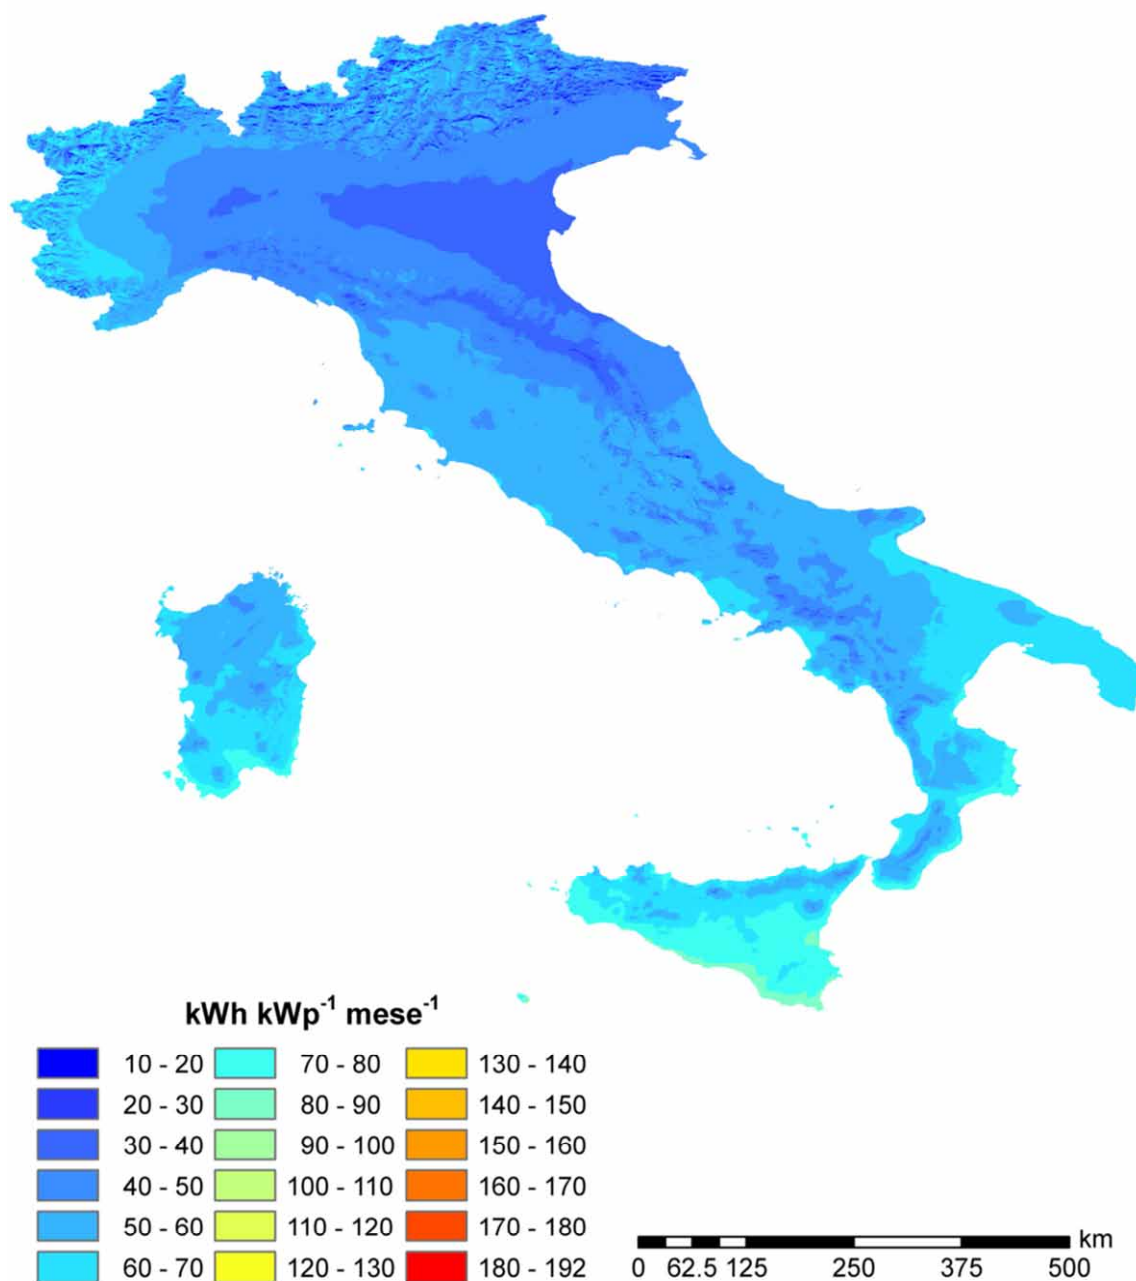 kWh kWp-1 mese-1
10 - 20 70 - 80 130 - 140
20 - 30 80 - 90 140 - 150
30 - 40 90 - 100 150 - 160
40 - 50 100 - 110 160 - 170
50 - 60 110 - 120 170 - 180
60 - 70 120 - 130 180 - 192
km
0 62.5 125 250 375 500